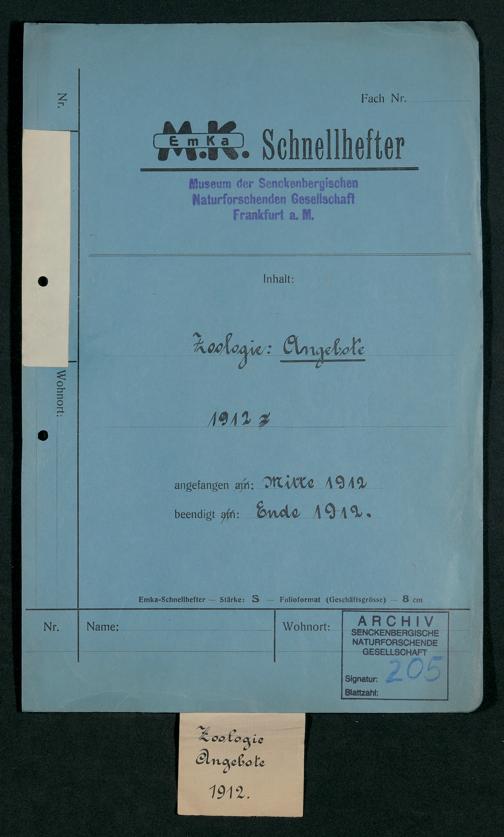 Nr.
Fach Nr.
M.K.
EmKa
Schnellhefter
Museum der Senckenbergischen
Naturforschenden Gesellschaft
Frankfurt a. M.
Inhalt:
Zoologie: Angebote
1912
Wohnort:
angefangen am: Mitte 1912
beendigt am: Ende 1912.
Emka-Schnellhefter — Stärke: S — Folioformat (Geschäftsgrösse) — 8 cm
Nr.
Name:
Wohnort:
ARCHIV
SENCKENBERGISCHE
NATURFORSCHENDE
GESELLSCHAFT
Signatur: 205
Blattzahl:
Zoologie
Angebote
1912.